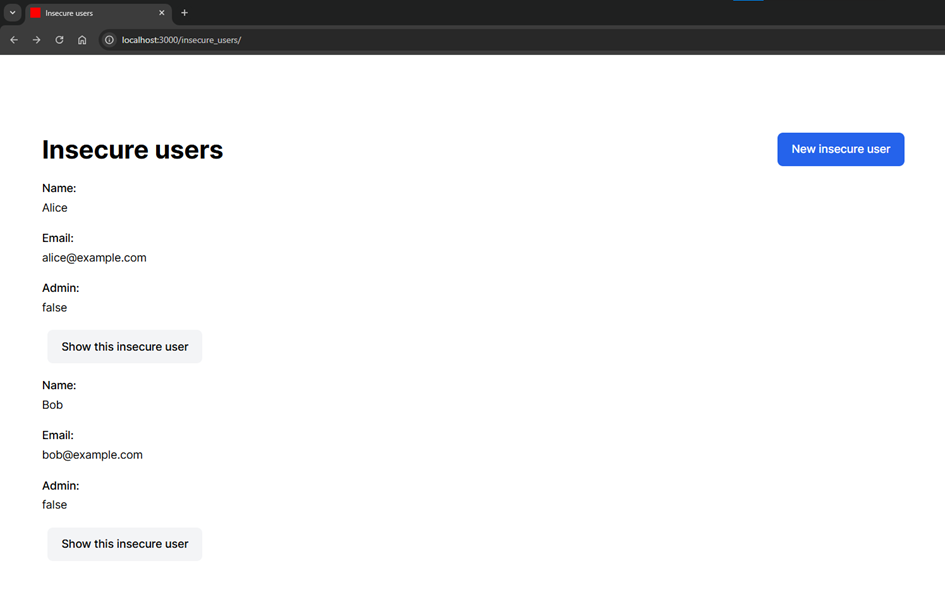 Insecure users
localhost:3000/insecure_users/
Insecure users
New insecure user
Name:
Alice
Email:
alice@example.com
Admin:
false
Show this insecure user
Name:
Bob
Email:
bob@example.com
Admin:
false
Show this insecure user